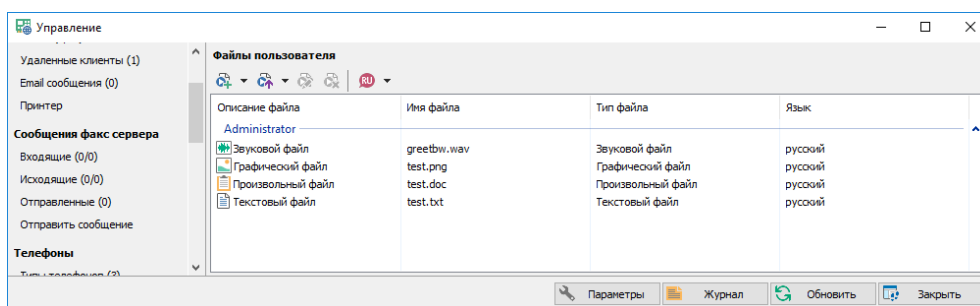 Управление
Удаленные клиенты (1)
Email сообщения (0)
Принтер
Сообщения факс сервера
Входящие (0/0)
Исходящие (0/0)
Отправленные (0)
Отправить сообщение
Телефоны
Типы телефонов (3)
Файлы пользователя
RU
Описание файла Имя файла Тип файла Язык
Administrator
Звуковой файл greetbw.wav Звуковой файл русский
Графический файл test.png Графический файл русский
Произвольный файл test.doc Произвольный файл русский
Текстовый файл test.txt Текстовый файл русский
Параметры Журнал Обновить Закрыть